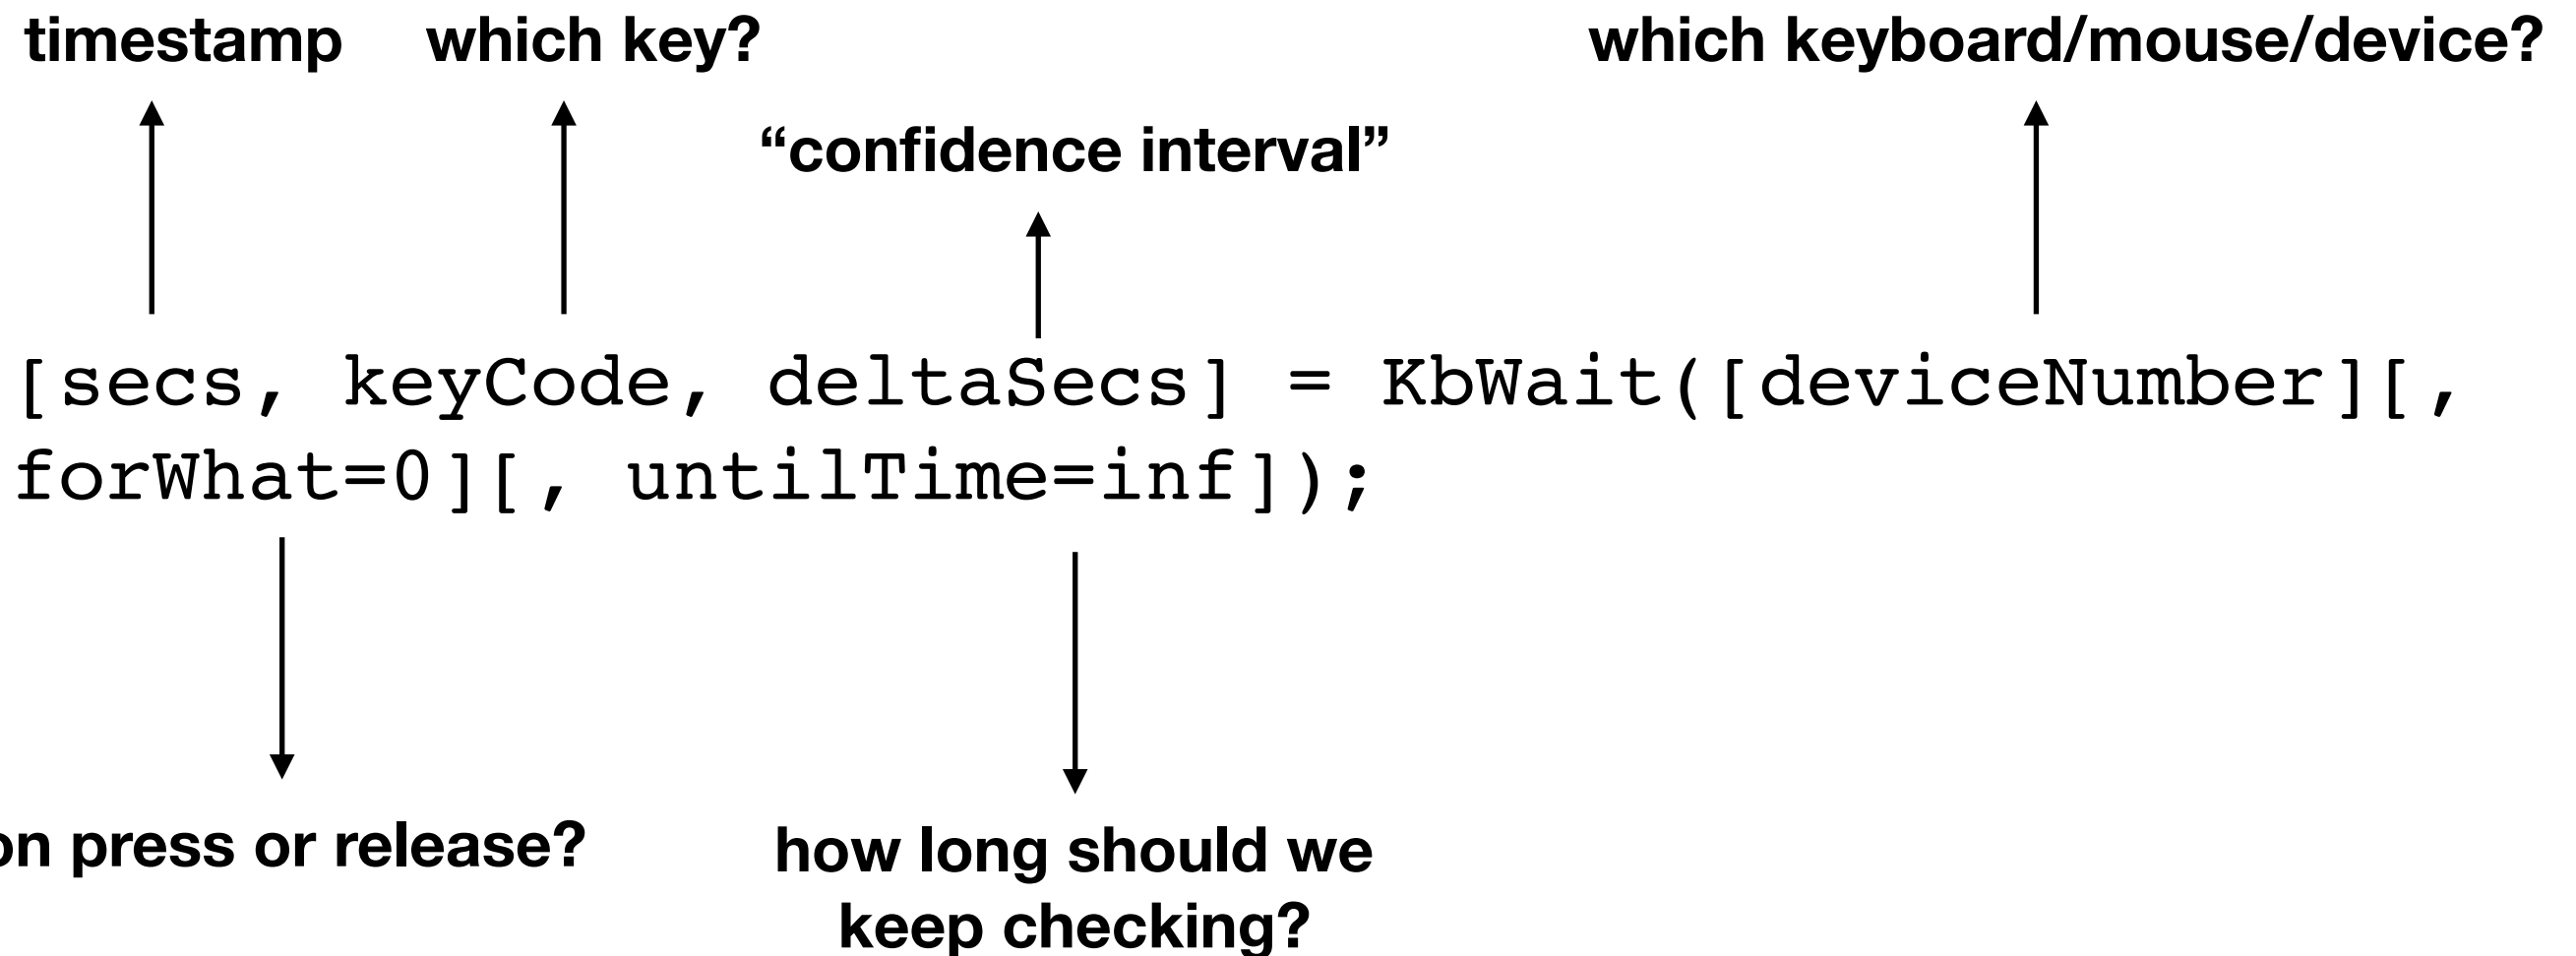 timestamp which key? which keyboard/mouse/device?
“confidence interval”
[secs, keyCode, deltaSecs] = KbWait([deviceNumber][,
forWhat=0][, untilTime=inf]);
on press or release?
how long should we
keep checking?